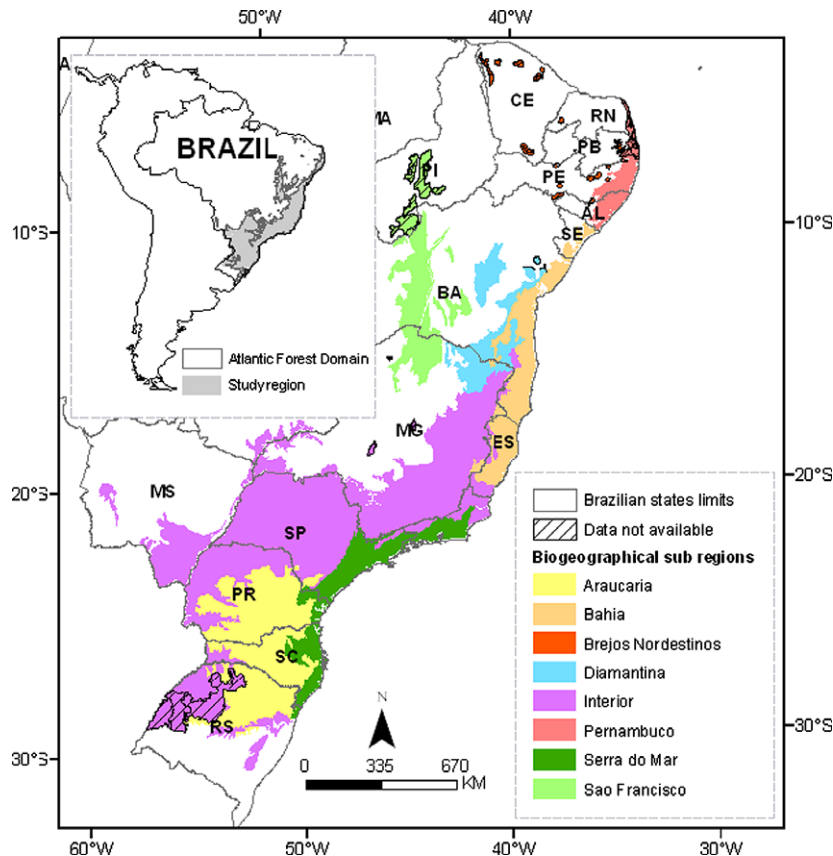 50°W
40°W
A
BRAZIL
Atlantic Forest Domain
Study region
MA
CE
RN
PB
PI
PE
AL
SE
BA
10°S
10°S
MG
ES
MS
SP
20°S
20°S
PR
SC
RS
30°S
30°S
N
0 335 670
KM
Brazilian states limits
Data not available
Biogeographical sub regions
Araucaria
Bahia
Brejos Nordestinos
Diamantina
Interior
Pernambuco
Serra do Mar
Sao Francisco
60°W
50°W
40°W
30°W